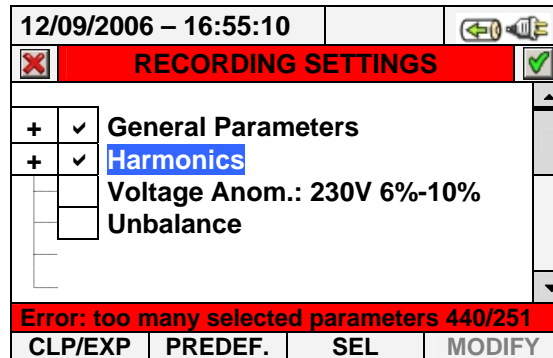 12/09/2006 – 16:55:10
RECORDING SETTINGS
+ General Parameters
+ Harmonics
Voltage Anom.: 230V 6%-10%
Unbalance
Error: too many selected parameters 440/251
CLP/EXP PREDEF. SEL MODIFY